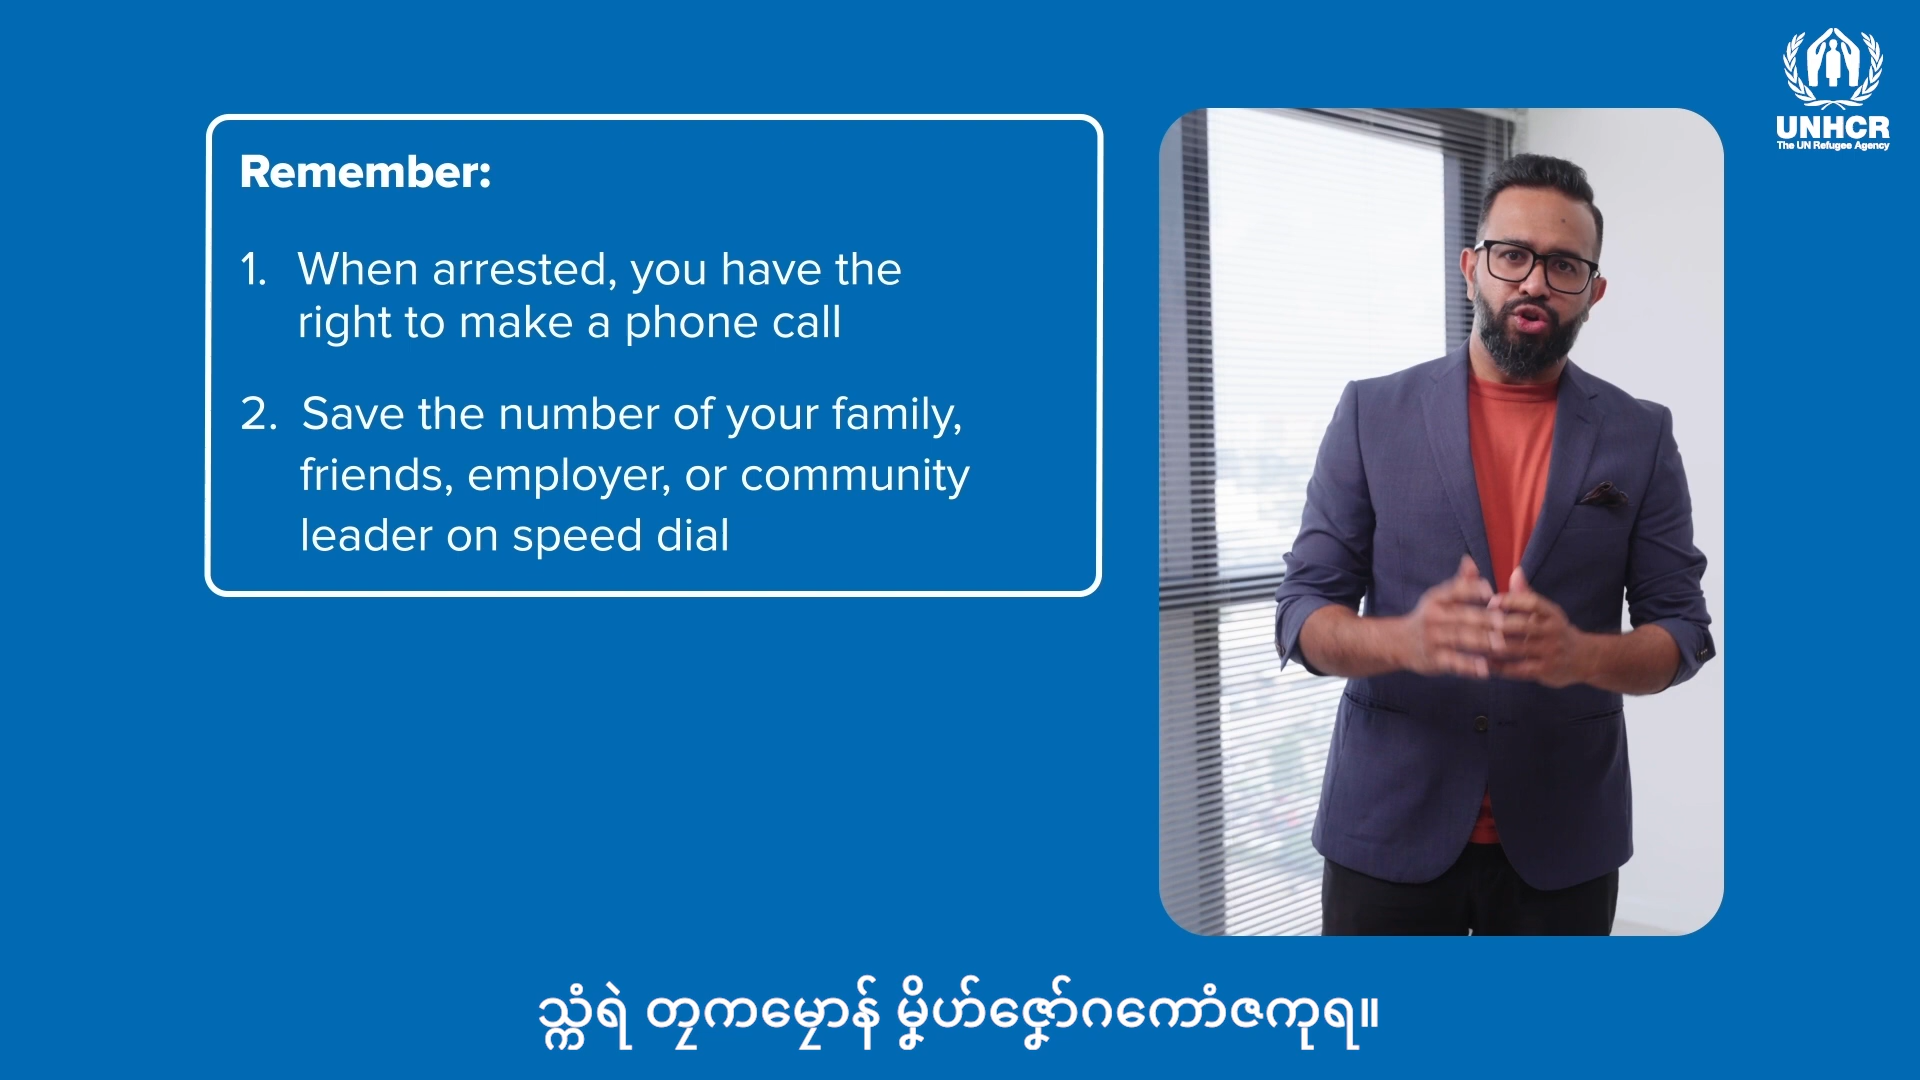 UNHCR
The UN Refugee Agency
Remember:
1. When arrested, you have the
right to make a phone call
2. Save the number of your family,
friends, employer, or community
leader on speed dial